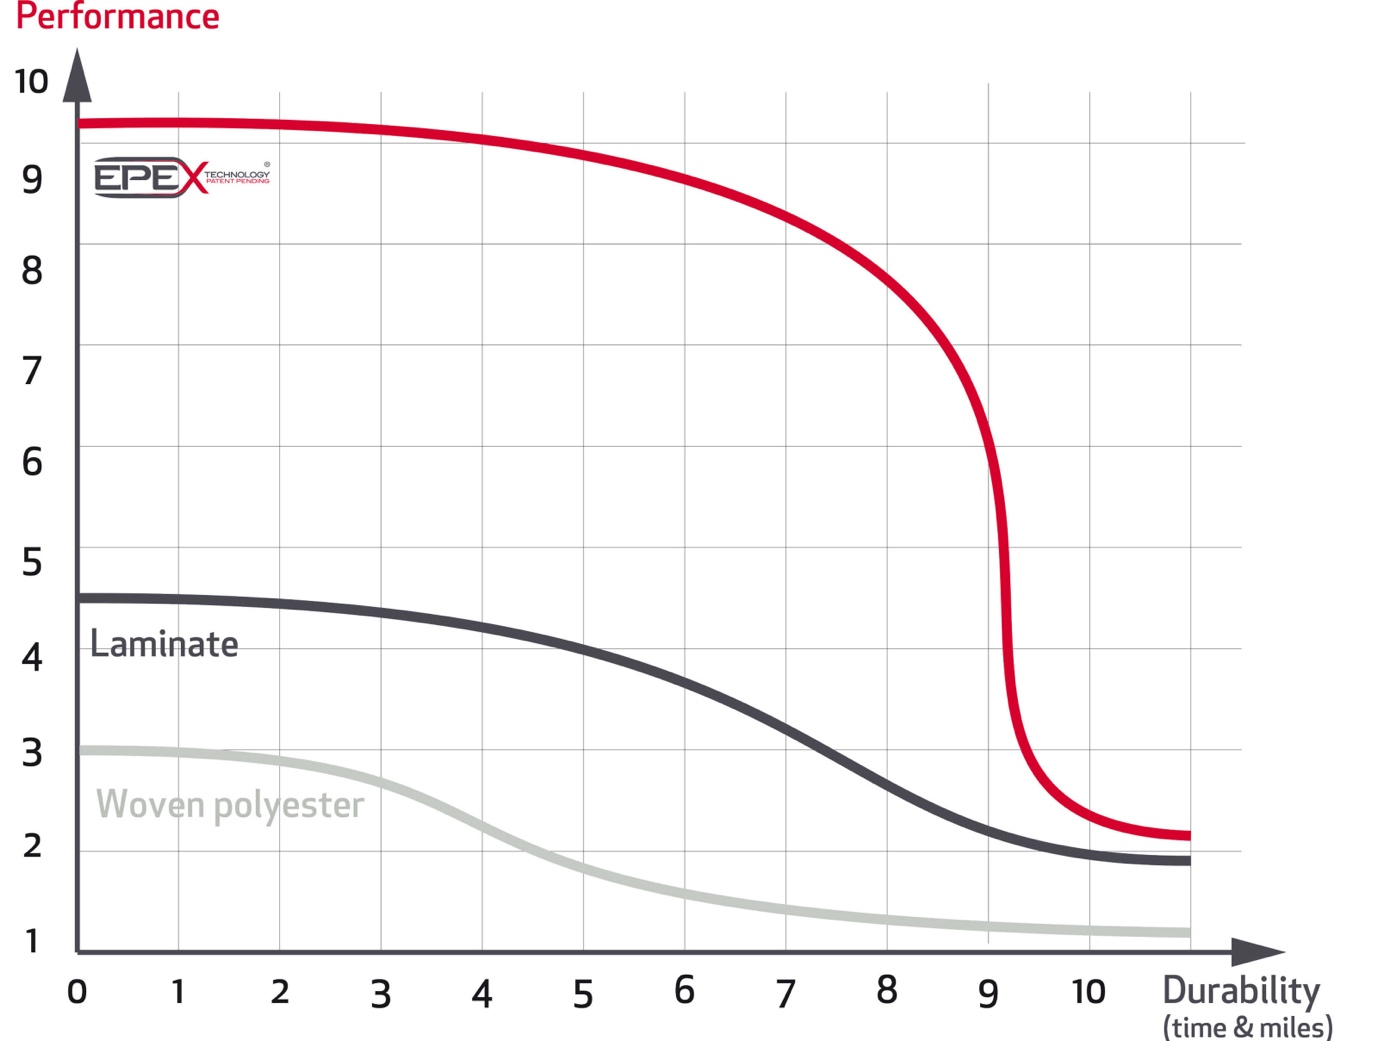 Performance
10
EPEX TECHNOLOGY ®
PATENT PENDING
9
8
7
6
5
Laminate
4
3
Woven polyester
2
1
0 1 2 3 4 5 6 7 8 9 10 Durability
(time & miles)